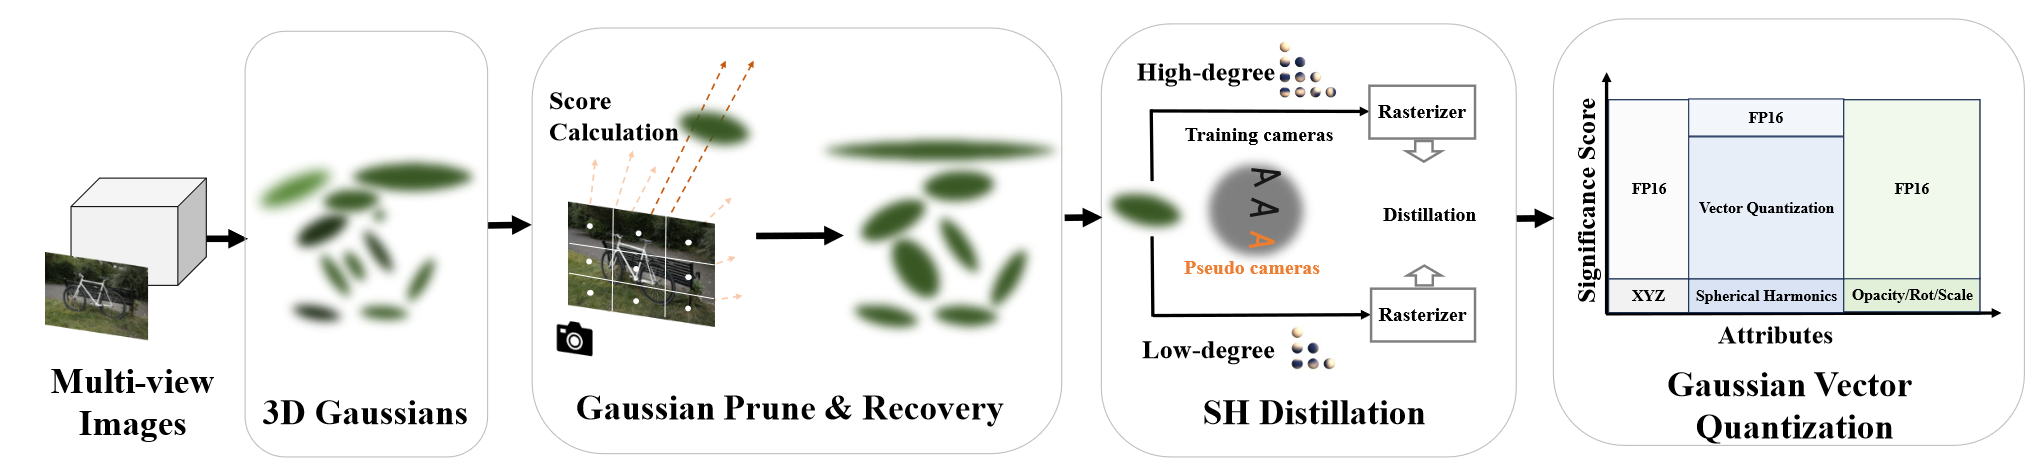 Multi-view
Images
3D Gaussians
Score
Calculation
Gaussian Prune & Recovery
High-degree
Rasterizer
Training cameras
A
A
A
Distillation
Pseudo cameras
Rasterizer
Low-degree
SH Distillation
Significance Score
FP16
FP16
Vector Quantization
FP16
XYZ
Spherical Harmonics
Opacity/Rot/Scale
Attributes
Gaussian Vector
Quantization